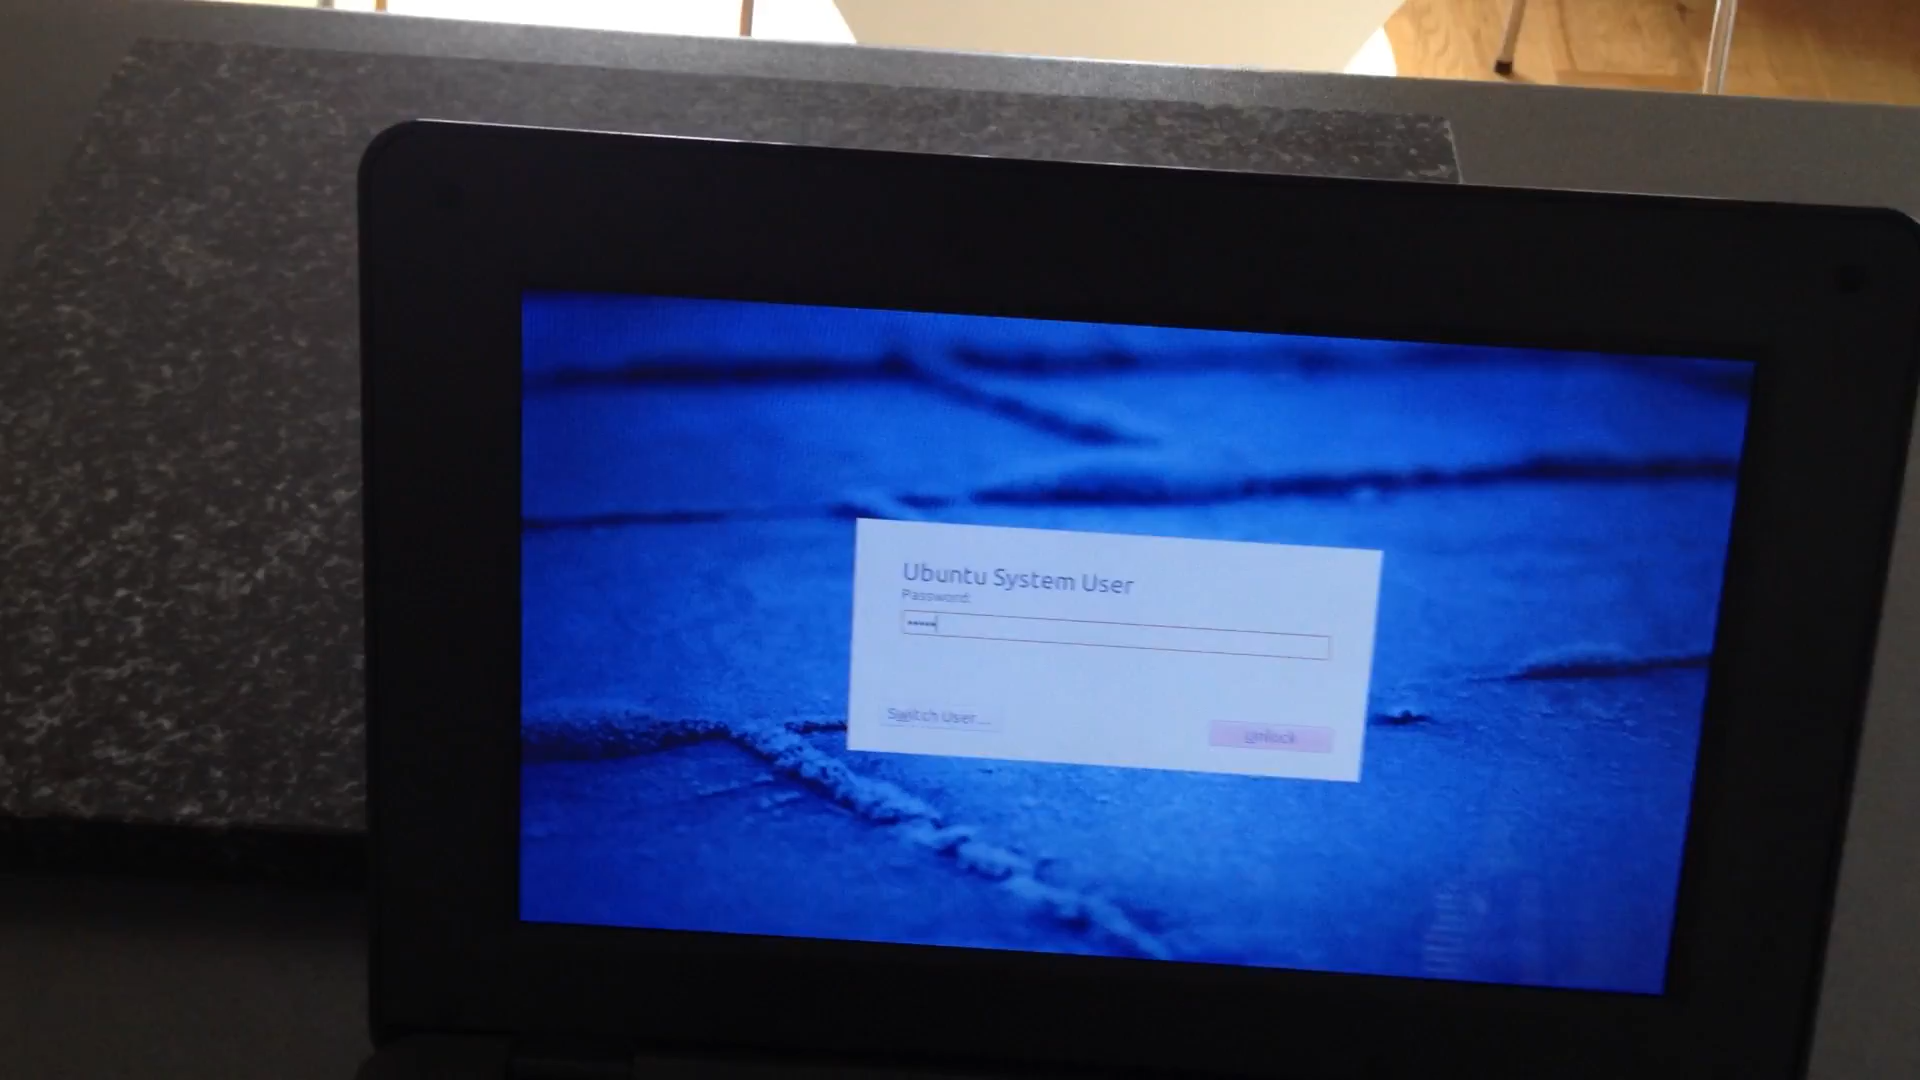 Ubuntu System User
Password:
•••••
Switch User...
Unlock